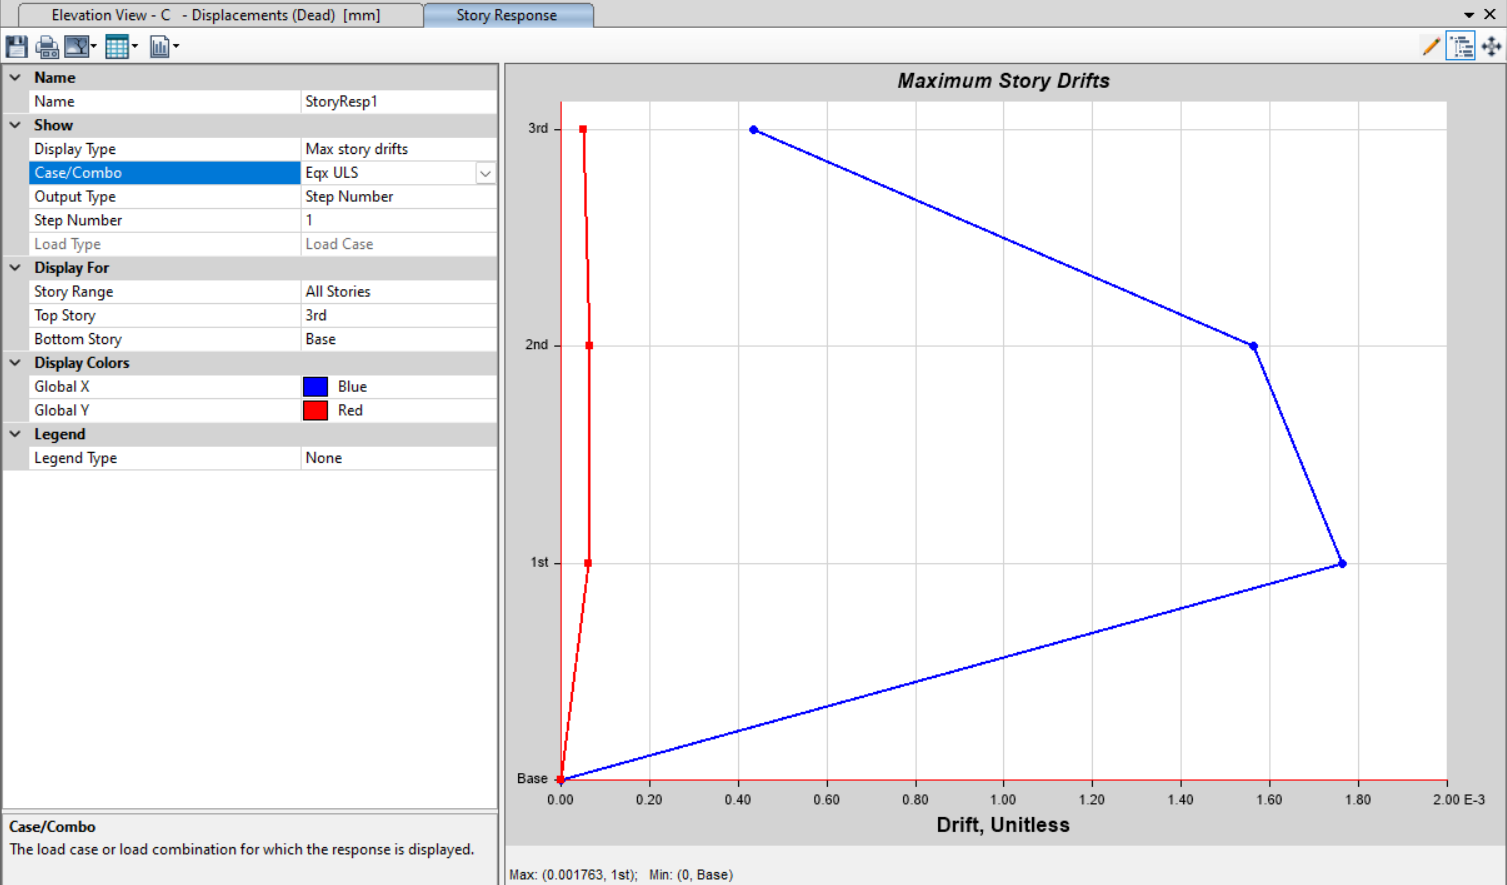 Elevation View - C - Displacements (Dead) [mm]
Story Response
Name
Name StoryResp1
Show
Display Type Max story drifts
Case/Combo Eqx ULS
Output Type Step Number
Step Number 1
Load Type Load Case
Display For
Story Range All Stories
Top Story 3rd
Bottom Story Base
Display Colors
Global X Blue
Global Y Red
Legend
Legend Type None
Case/Combo
The load case or load combination for which the response is displayed.
Maximum Story Drifts
3rd
2nd
1st
Base
0.00 0.20 0.40 0.60 0.80 1.00 1.20 1.40 1.60 1.80 2.00 E-3
Drift, Unitless
Max: (0.001763, 1st); Min: (0, Base)